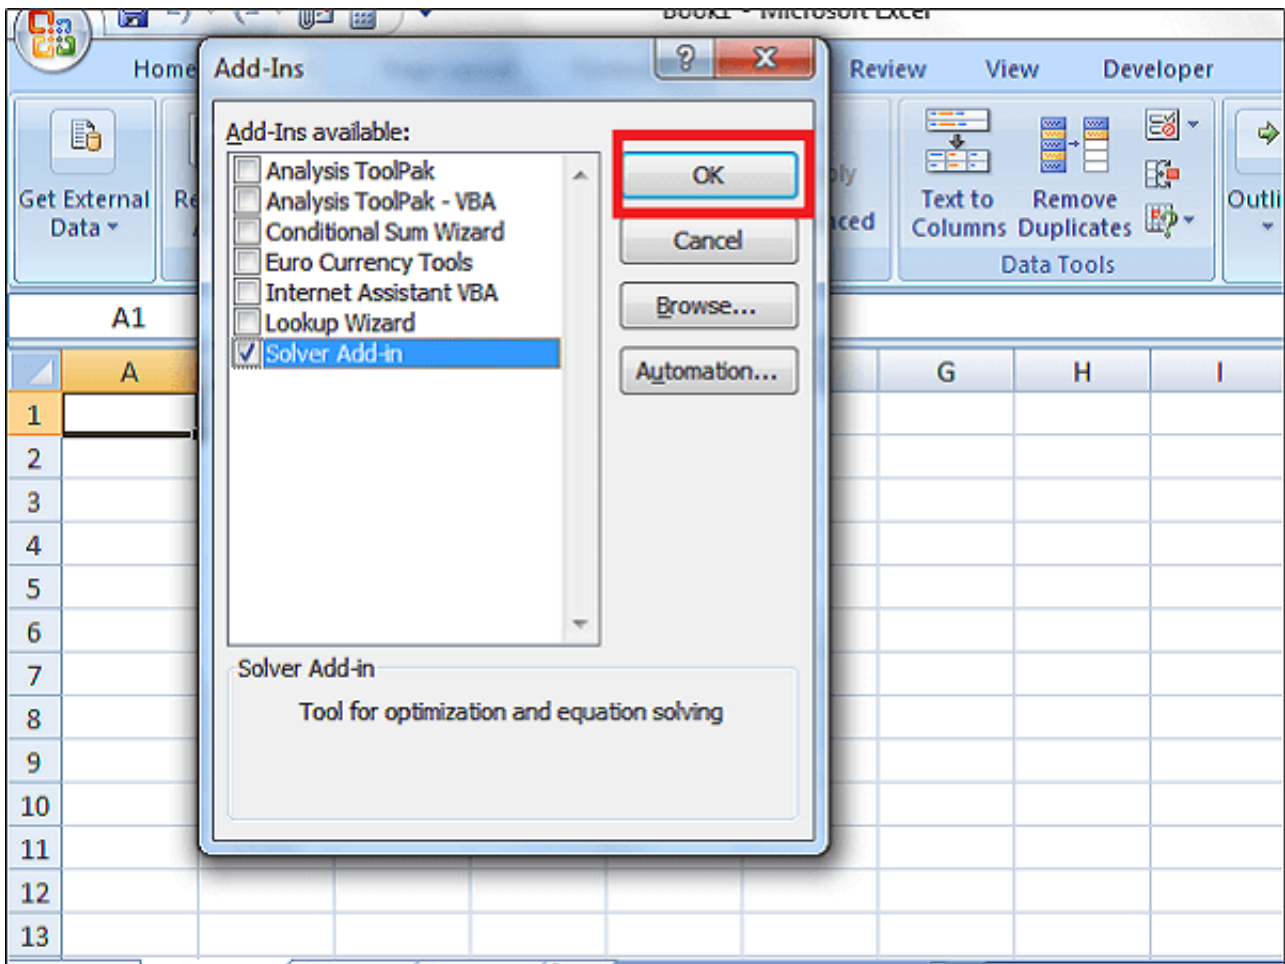 Book1 - Microsoft Excel
Home
Review
View
Developer
Get External
Data
Text to
Columns
Remove
Duplicates
Data Tools
Add-Ins
?
Add-Ins available:
Analysis ToolPak
Analysis ToolPak - VBA
Conditional Sum Wizard
Euro Currency Tools
Internet Assistant VBA
Lookup Wizard
Solver Add-in
OK
Cancel
Browse...
Automation...
Solver Add-in
Tool for optimization and equation solving
A1
A
G
H
I
1
2
3
4
5
6
7
8
9
10
11
12
13